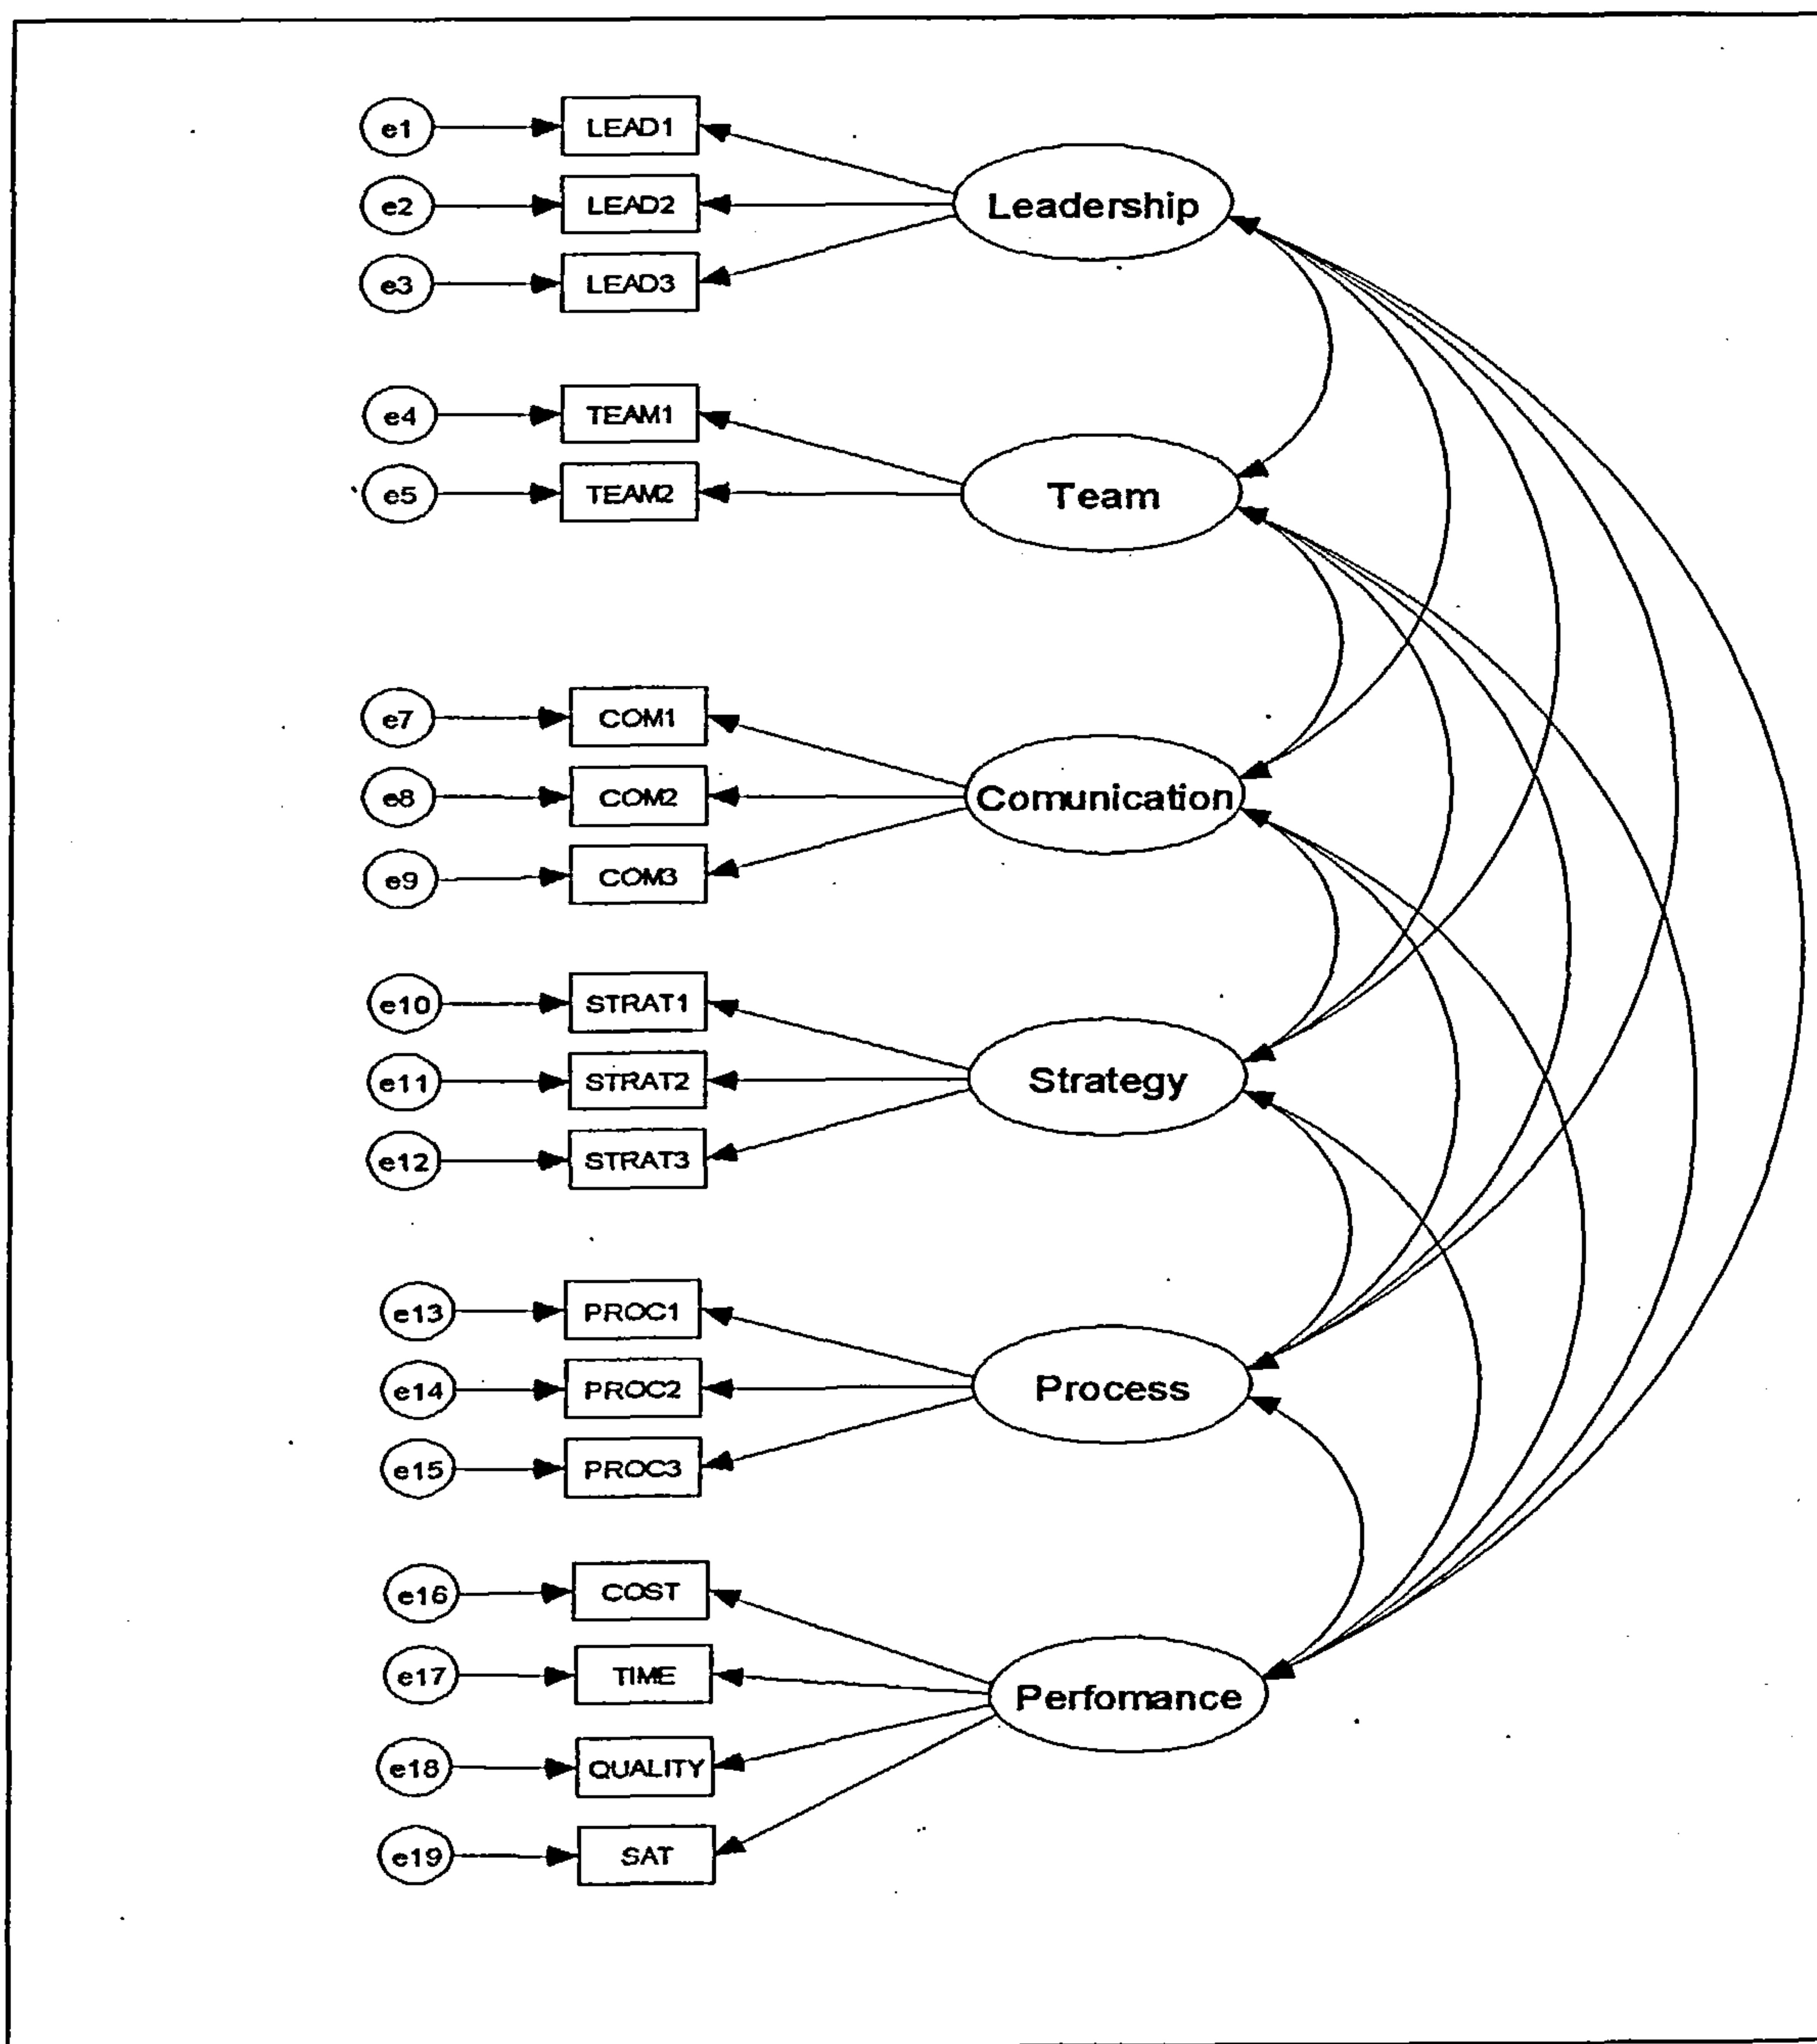 e1 LEAD1
Leadership
e2 LEAD2
e3 LEAD3
e4 TEAM1
Team
e5 TEAM2
e7 COM1
Comunication
e8 COM2
e9 COM3
e10 STRAT1
Strategy
e11 STRAT2
e12 STRAT3
e13 PROC1
Process
e14 PROC2
e15 PROC3
e16 COST
e17 TIME
Perfomance
e18 QUALITY
e19 SAT